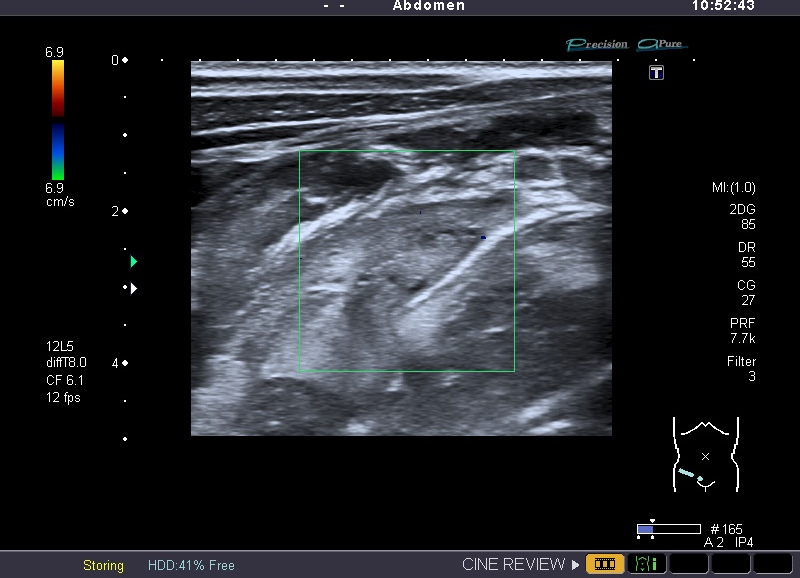 - - Abdomen 10:52:43
Precision APure
T
6.9
6.9
cm/s
0
2
4
MI:(1.0)
2DG
85
DR
55
CG
27
PRF
7.7k
Filter
3
12L5
diffT8.0
CF 6.1
12 fps
#165
A 2 IP4
Storing HDD:41% Free CINE REVIEW